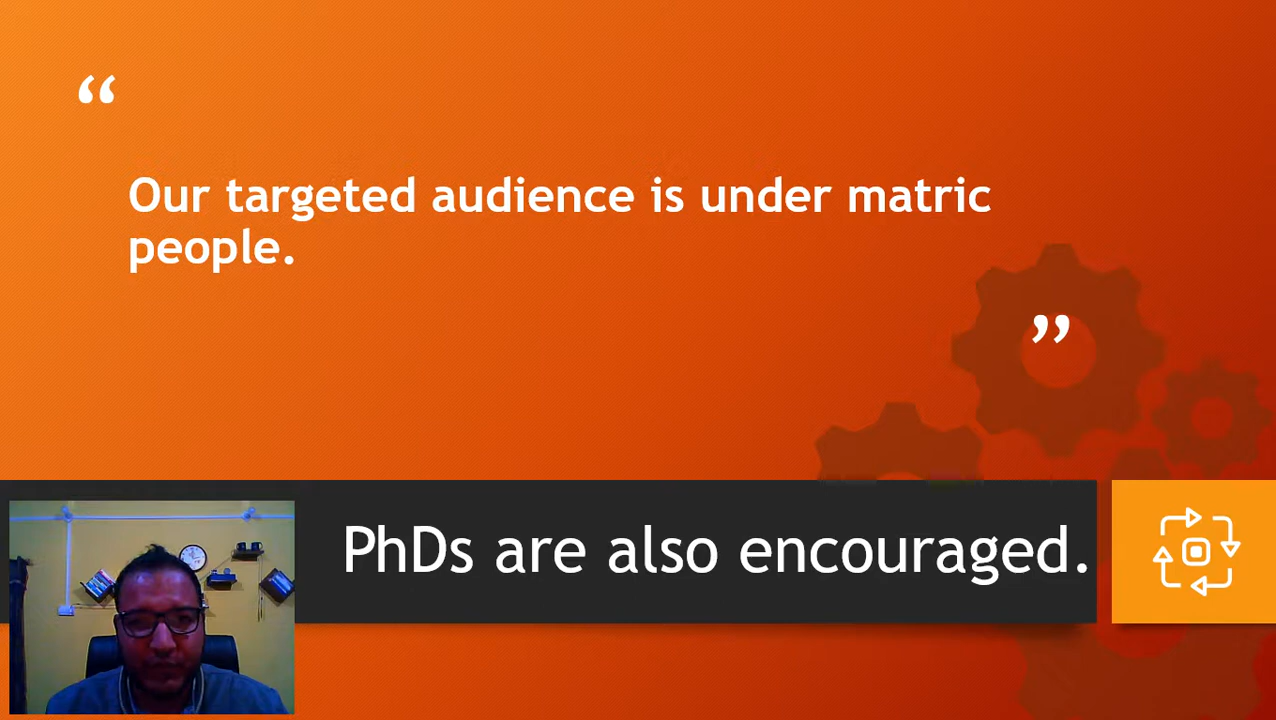 “
Our targeted audience is under matric
people.
”
PhDs are also encouraged.